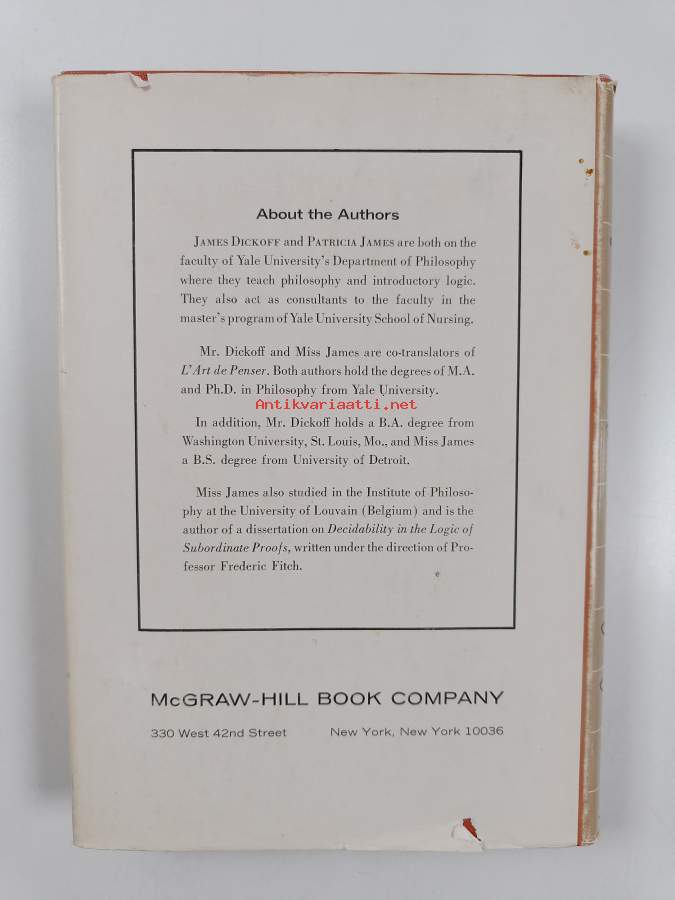 About the Authors
JAMES DICKOFF and PATRICIA JAMES are both on the
faculty of Yale University's Department of Philosophy
where they teach philosophy and introductory logic.
They also act as consultants to the faculty in the
master's program of Yale University School of Nursing.
Mr. Dickoff and Miss James are co-translators of
L'Art de Penser. Both authors hold the degrees of M.A.
and Ph.D. in Philosophy from Yale University.
Antikvariaatti.net
In addition, Mr. Dickoff holds a B.A. degree from
Washington University, St. Louis, Mo., and Miss James
a B.S. degree from University of Detroit.
Miss James also studied in the Institute of Philoso-
phy at the University of Louvain (Belgium) and is the
author of a dissertation on Decidability in the Logic of
Subordinate Proofs, written under the direction of Pro-
fessor Frederic Fitch.
McGRAW-HILL BOOK COMPANY
330 West 42nd Street New York, New York 10036